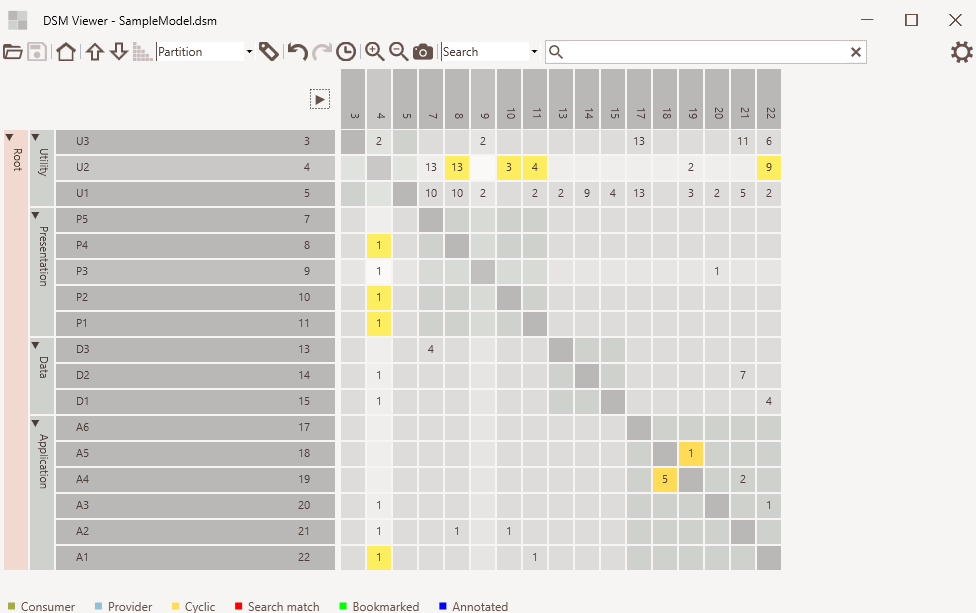 DSM Viewer - SampleModel.dsm
Partition Search
3 4 5 7 8 9 10 11 13 14 15 17 18 19 20 21 22
Root
Utility
U3 3 2 2 13 11 6
U2 4 13 13 3 4 2 9
U1 5 10 10 2 2 2 9 4 13 3 2 5 2
Presentation
P5 7
P4 8 1
P3 9 1 1
P2 10 1
P1 11 1
Data
D3 13 4
D2 14 1 7
D1 15 1 4
Application
A6 17
A5 18 1
A4 19 5 2
A3 20 1 1
A2 21 1 1 1
A1 22 1 1
Consumer Provider Cyclic Search match Bookmarked Annotated